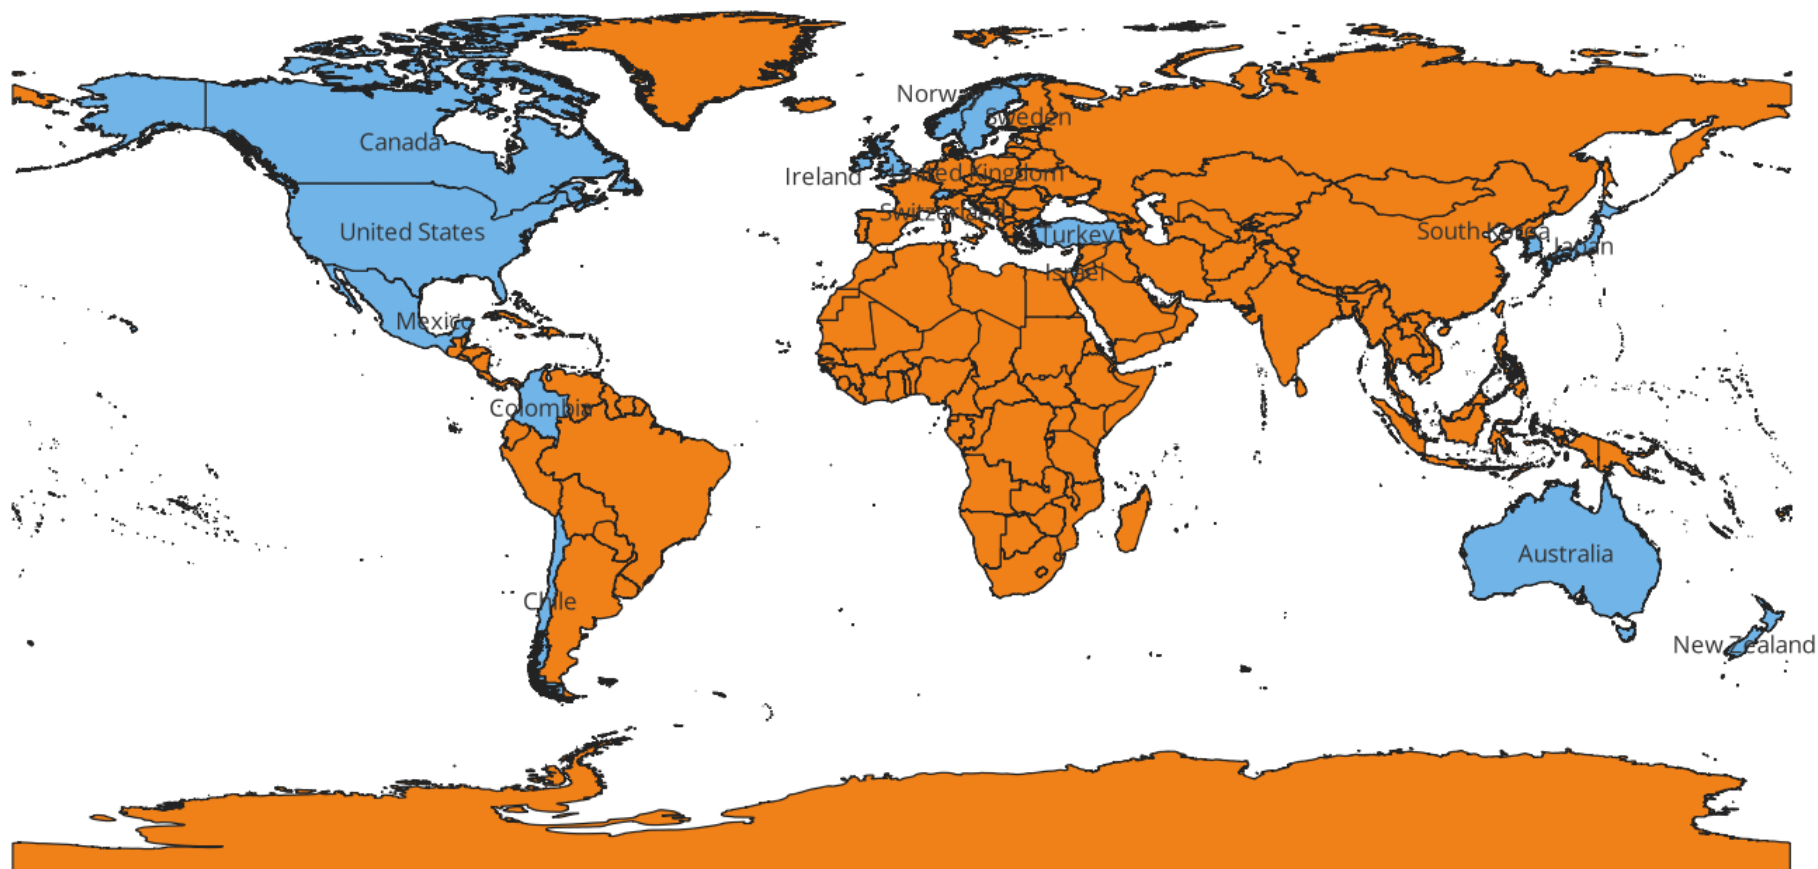 Norway
Sweden
Canada
United Kingdom
Ireland
Switzerland
United States
Turkey
South Korea
Japan
Israel
Mexico
Colombia
Australia
Chile
New Zealand